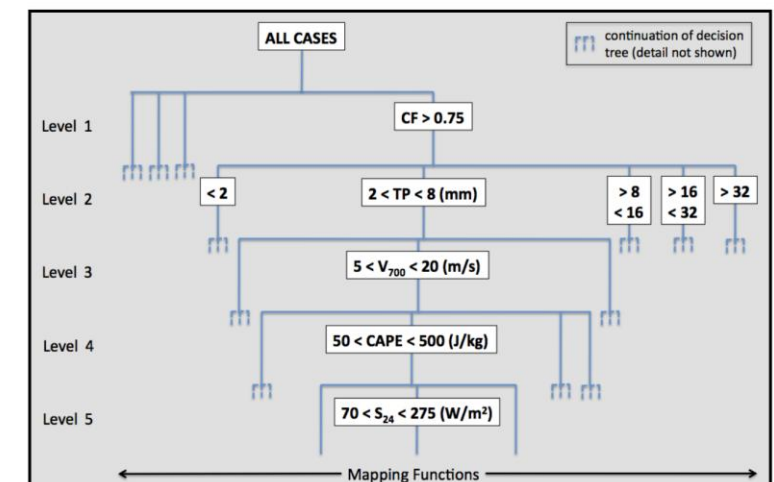 ALL CASES
continuation of decision
tree (detail not shown)
Level 1
CF > 0.75
Level 2
< 2
2 < TP < 8 (mm)
> 8
< 16
> 16
< 32
> 32
Level 3
5 < V₇₀₀ < 20 (m/s)
Level 4
50 < CAPE < 500 (J/kg)
Level 5
70 < S₂₄ < 275 (W/m²)
Mapping Functions